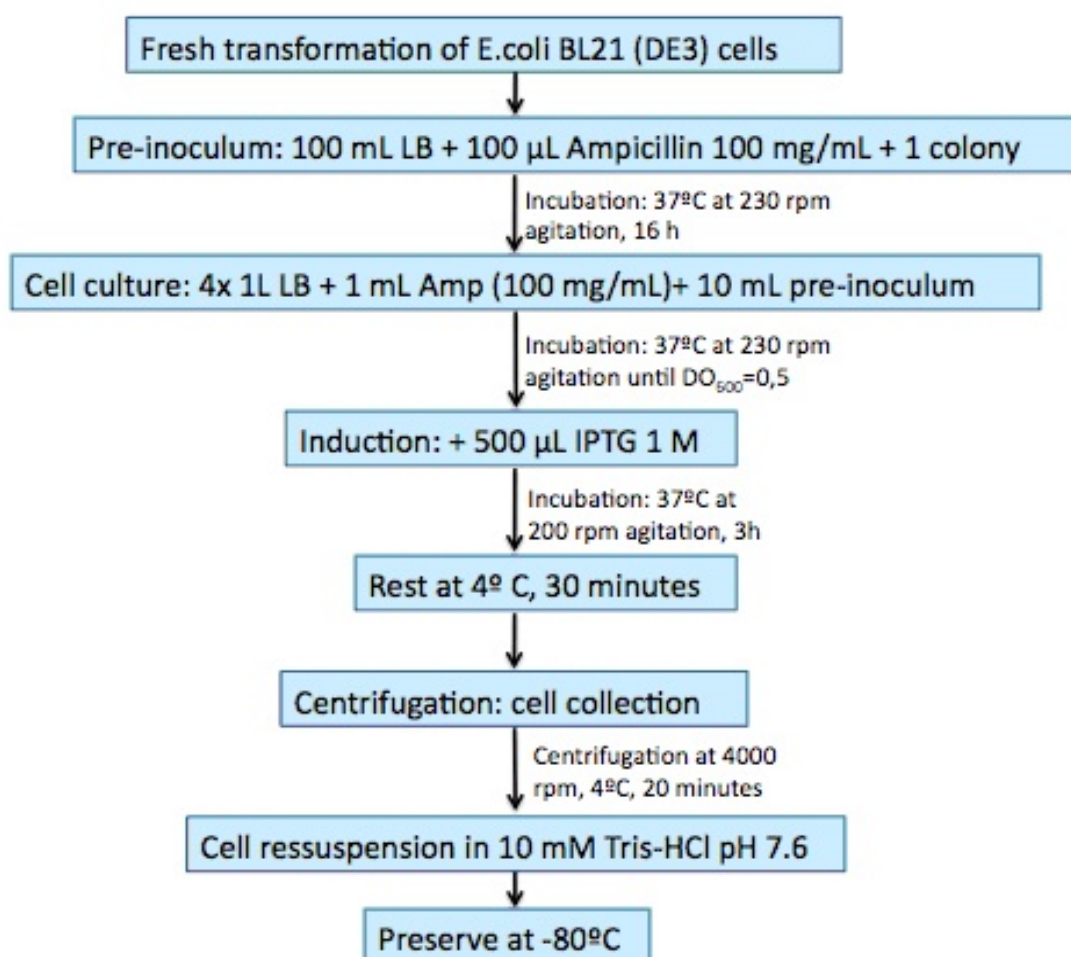 Fresh transformation of E.coli BL21 (DE3) cells
Pre-inoculum: 100 mL LB + 100 µL Ampicillin 100 mg/mL + 1 colony
Incubation: 37ºC at 230 rpm
agitation, 16 h
Cell culture: 4x 1L LB + 1 mL Amp (100 mg/mL)+ 10 mL pre-inoculum
Incubation: 37ºC at 230 rpm
agitation until DO₆₀₀=0,5
Induction: + 500 µL IPTG 1 M
Incubation: 37ºC at
200 rpm agitation, 3h
Rest at 4º C, 30 minutes
Centrifugation: cell collection
Centrifugation at 4000
rpm, 4ºC, 20 minutes
Cell ressuspension in 10 mM Tris-HCl pH 7.6
Preserve at -80ºC